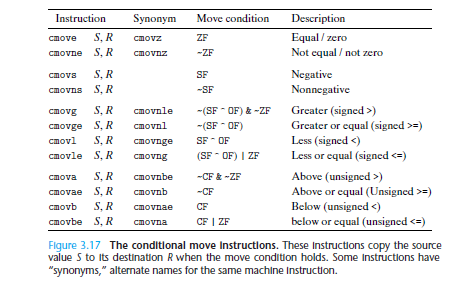 Instruction Synonym Move condition Description
cmove S, R cmovz ZF Equal / zero
cmovne S, R cmovnz ~ZF Not equal / not zero
cmovs S, R SF Negative
cmovns S, R ~SF Nonnegative
cmovg S, R cmovnle ~(SF ^ OF) & ~ZF Greater (signed >)
cmovge S, R cmovnl ~(SF ^ OF) Greater or equal (signed >=)
cmovl S, R cmovnge SF ^ OF Less (signed <)
cmovle S, R cmovng (SF ^ OF) | ZF Less or equal (signed <=)
cmova S, R cmovnbe ~CF & ~ZF Above (unsigned >)
cmovae S, R cmovnb ~CF Above or equal (Unsigned >=)
cmovb S, R cmovnae CF Below (unsigned <)
cmovbe S, R cmovna CF | ZF below or equal (unsigned <=)
Figure 3.17 The conditional move instructions. These instructions copy the source
value S to its destination R when the move condition holds. Some instructions have
“synonyms,” alternate names for the same machine instruction.